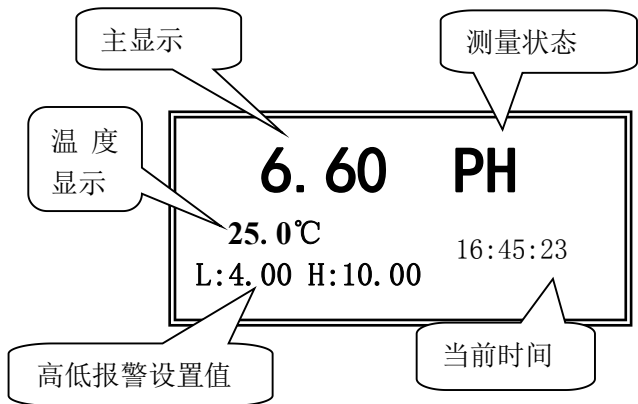 主显示
测量状态
温 度
显示
6.60 PH
25.0℃
16:45:23
L:4.00 H:10.00
高低报警设置值
当前时间